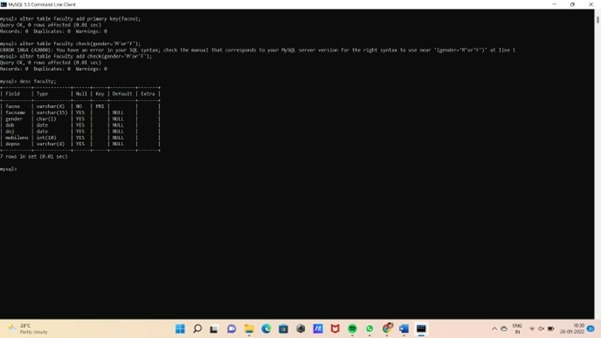 MySQL 5.5 Command Line Client
mysql> alter table faculty add primary key(facno);
Query OK, 0 rows affected (0.01 sec)
Records: 0  Duplicates: 0  Warnings: 0
mysql> alter table faculty check(gender='M'or'F');
ERROR 1064 (42000): You have an error in your SQL syntax; check the manual that corresponds to your MySQL server version for the right syntax to use near '(gender='M'or'F')' at line 1
mysql> alter table faculty add check(gender='M'or'F');
Query OK, 0 rows affected (0.01 sec)
Records: 0  Duplicates: 0  Warnings: 0
mysql> desc faculty;
| Field | Type | Null | Key | Default | Extra |
| facno | varchar(4) | NO | PRI | | |
| facname | varchar(15) | YES | | NULL | |
| gender | char(1) | YES | | NULL | |
| dob | date | YES | | NULL | |
| doj | date | YES | | NULL | |
| mobileno | int(10) | YES | | NULL | |
| depno | varchar(4) | YES | | NULL | |
7 rows in set (0.01 sec)
mysql>
28°C
Partly cloudy
ENG
IN
26-09-2022